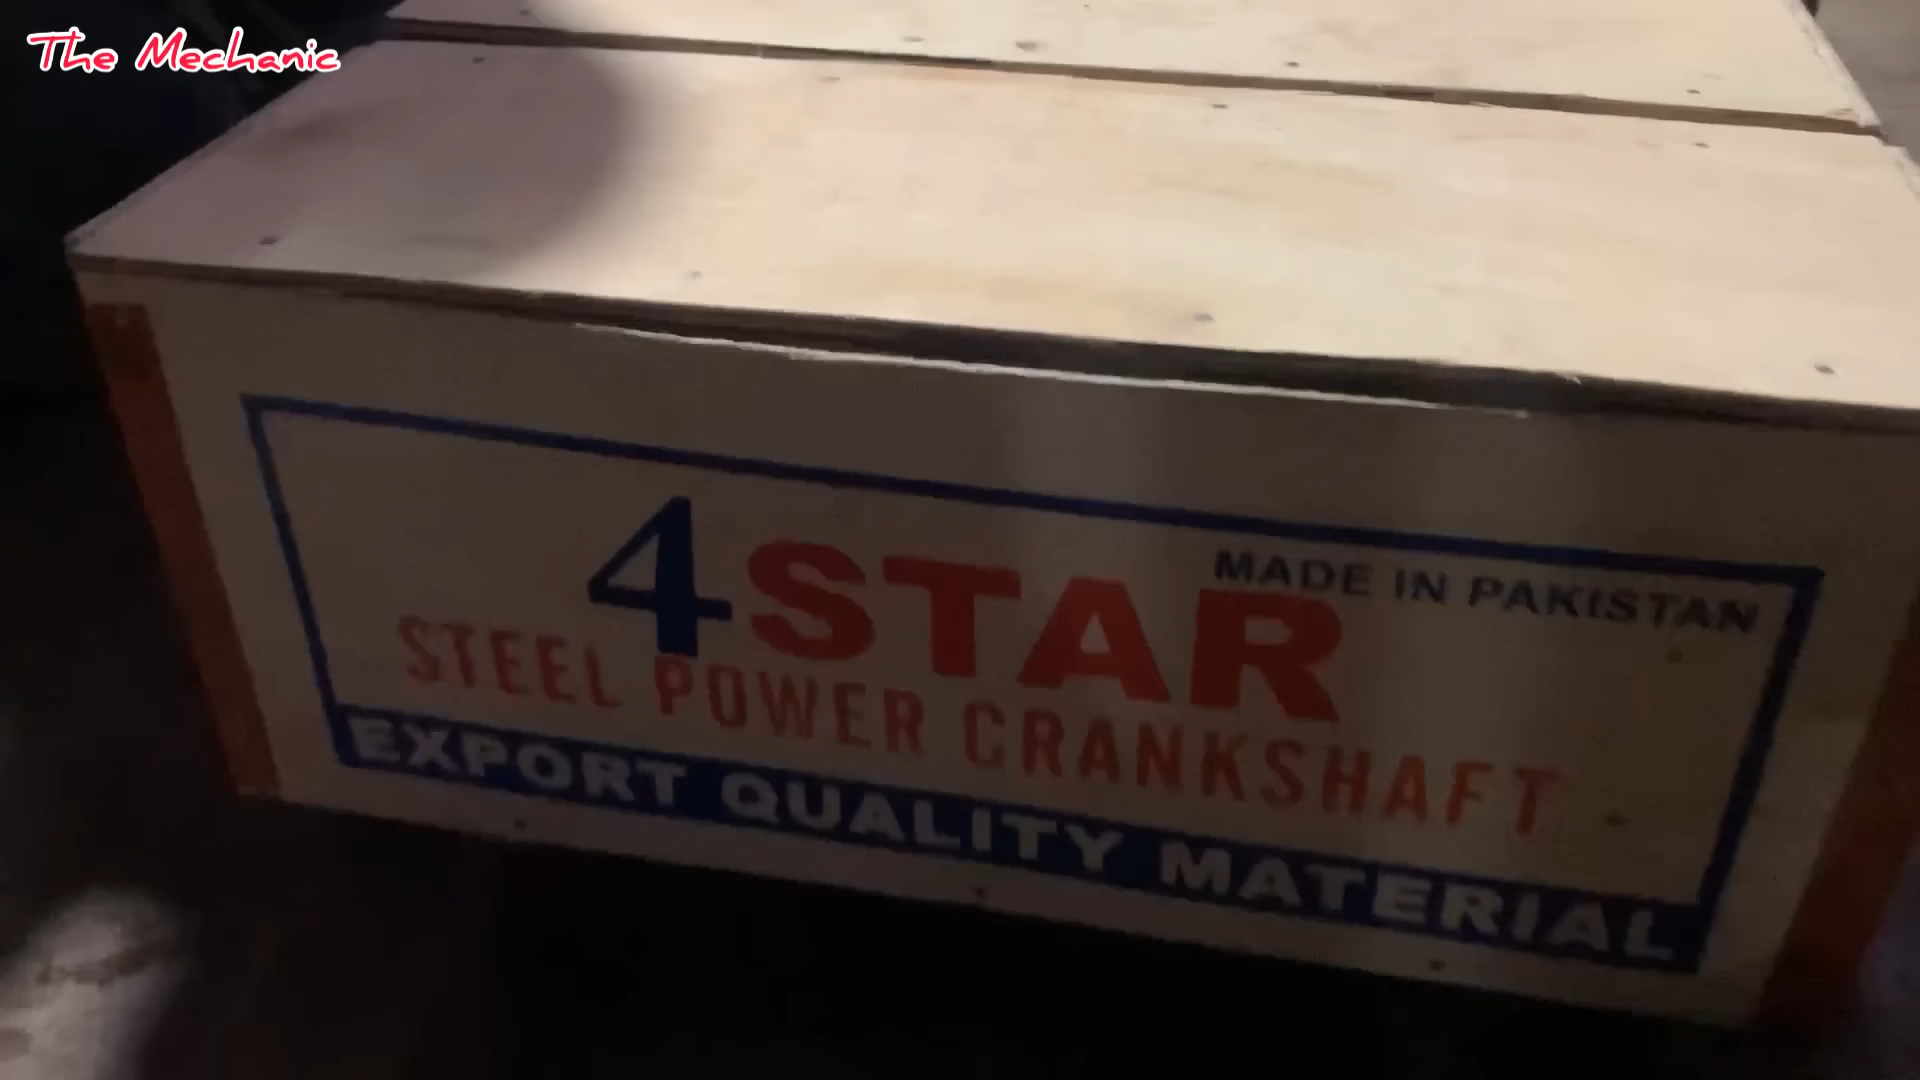 The Mechanic
MADE IN PAKISTAN
4STAR
STEEL POWER CRANKSHAFT
EXPORT QUALITY MATERIAL